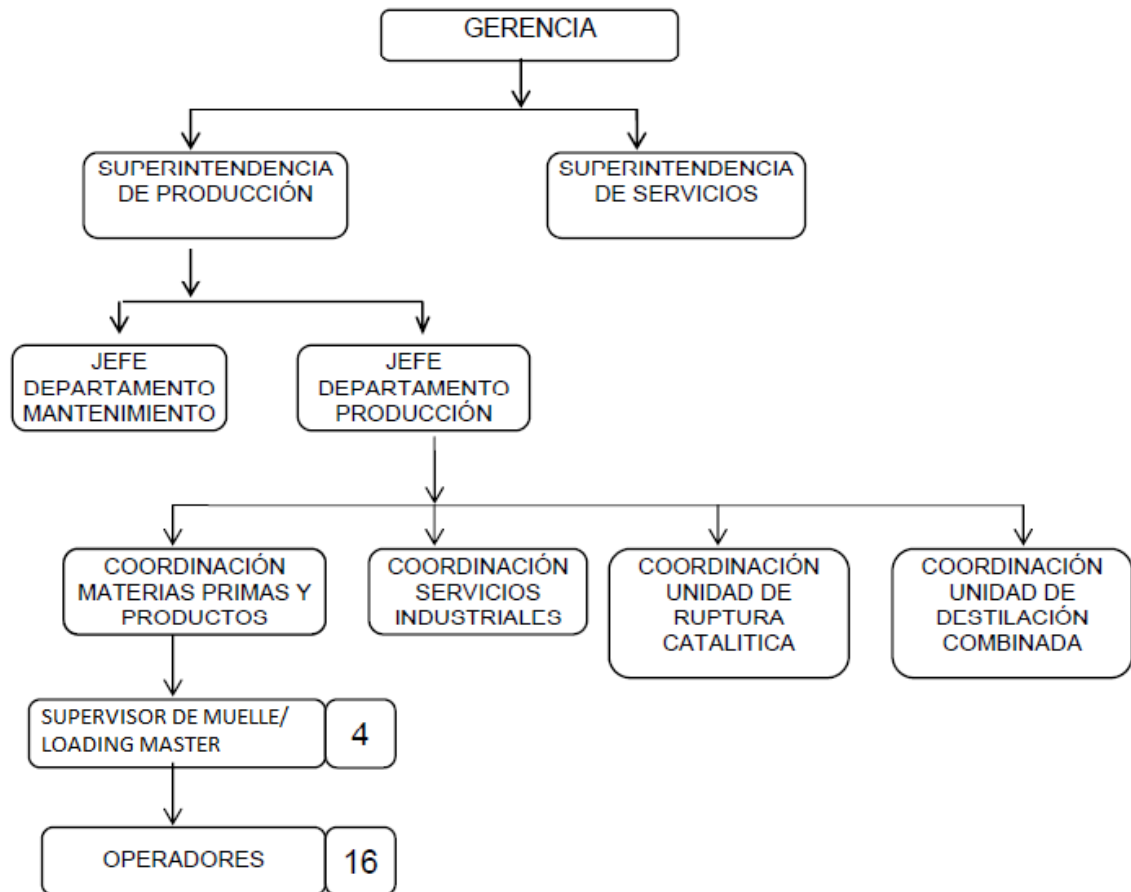 GERENCIA
SUPERINTENDENCIA
DE PRODUCCIÓN
SUPERINTENDENCIA
DE SERVICIOS
JEFE
DEPARTAMENTO
MANTENIMIENTO
JEFE
DEPARTAMENTO
PRODUCCIÓN
COORDINACIÓN
MATERIAS PRIMAS Y
PRODUCTOS
COORDINACIÓN
SERVICIOS
INDUSTRIALES
COORDINACIÓN
UNIDAD DE
RUPTURA
CATALITICA
COORDINACIÓN
UNIDAD DE
DESTILACIÓN
COMBINADA
SUPERVISOR DE MUELLE/
LOADING MASTER
4
OPERADORES
16